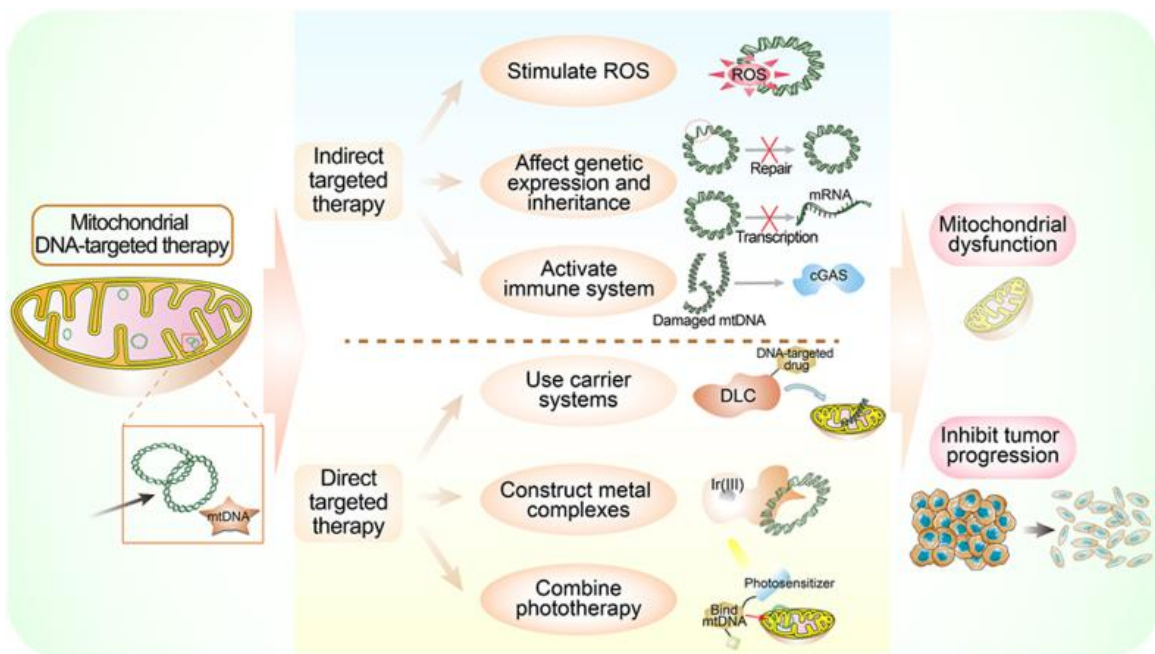 Mitochondrial
DNA-targeted therapy
mtDNA
Indirect
targeted
therapy
Stimulate ROS
ROS
Affect genetic
expression and
inheritance
Repair
mRNA
Transcription
Activate
immune system
cGAS
Damaged mtDNA
Direct
targeted
therapy
Use carrier
systems
DNA-targeted
drug
DLC
Construct metal
complexes
Ir(III)
Combine
phototherapy
Photosensitizer
Bind
mtDNA
Mitochondrial
dysfunction
Inhibit tumor
progression